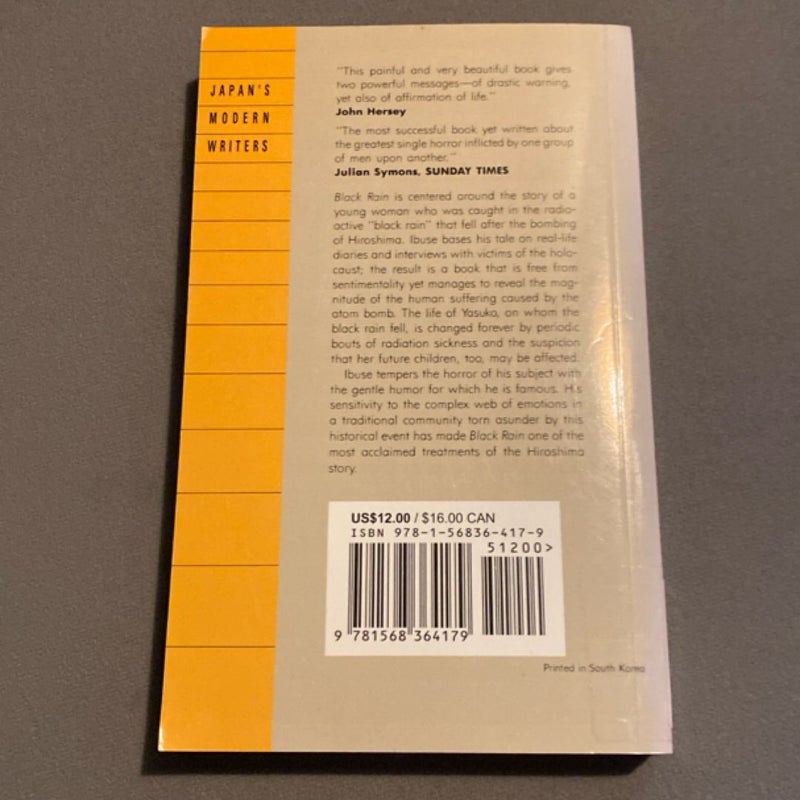 JAPAN'S
MODERN
WRITERS
"This painful and very beautiful book gives
two powerful messages—of drastic warning,
yet also of affirmation of life."
John Hersey
"The most successful book yet written about
the greatest single horror inflicted by one group
of men upon another."
Julian Symons, SUNDAY TIMES
Black Rain is centered around the story of a
young woman who was caught in the radio-
active "black rain" that fell after the bombing
of Hiroshima. Ibuse bases his tale on real-life
diaries and interviews with victims of the holo-
caust; the result is a book that is free from
sentimentality yet manages to reveal the mag-
nitude of the human suffering caused by the
atom bomb. The life of Yasuko, on whom the
black rain fell, is changed forever by periodic
bouts of radiation sickness and the suspicion
that her future children, too, may be affected.
Ibuse tempers the horror of his subject with
the gentle humor for which he is famous. His
sensitivity to the complex web of emotions in
a traditional community torn asunder by this
historical event has made Black Rain one of the
most acclaimed treatments of the Hiroshima
story.
US$12.00 / $16.00 CAN
ISBN 978-1-56836-417-9
51200>
9 781568 364179
Printed in South Korea